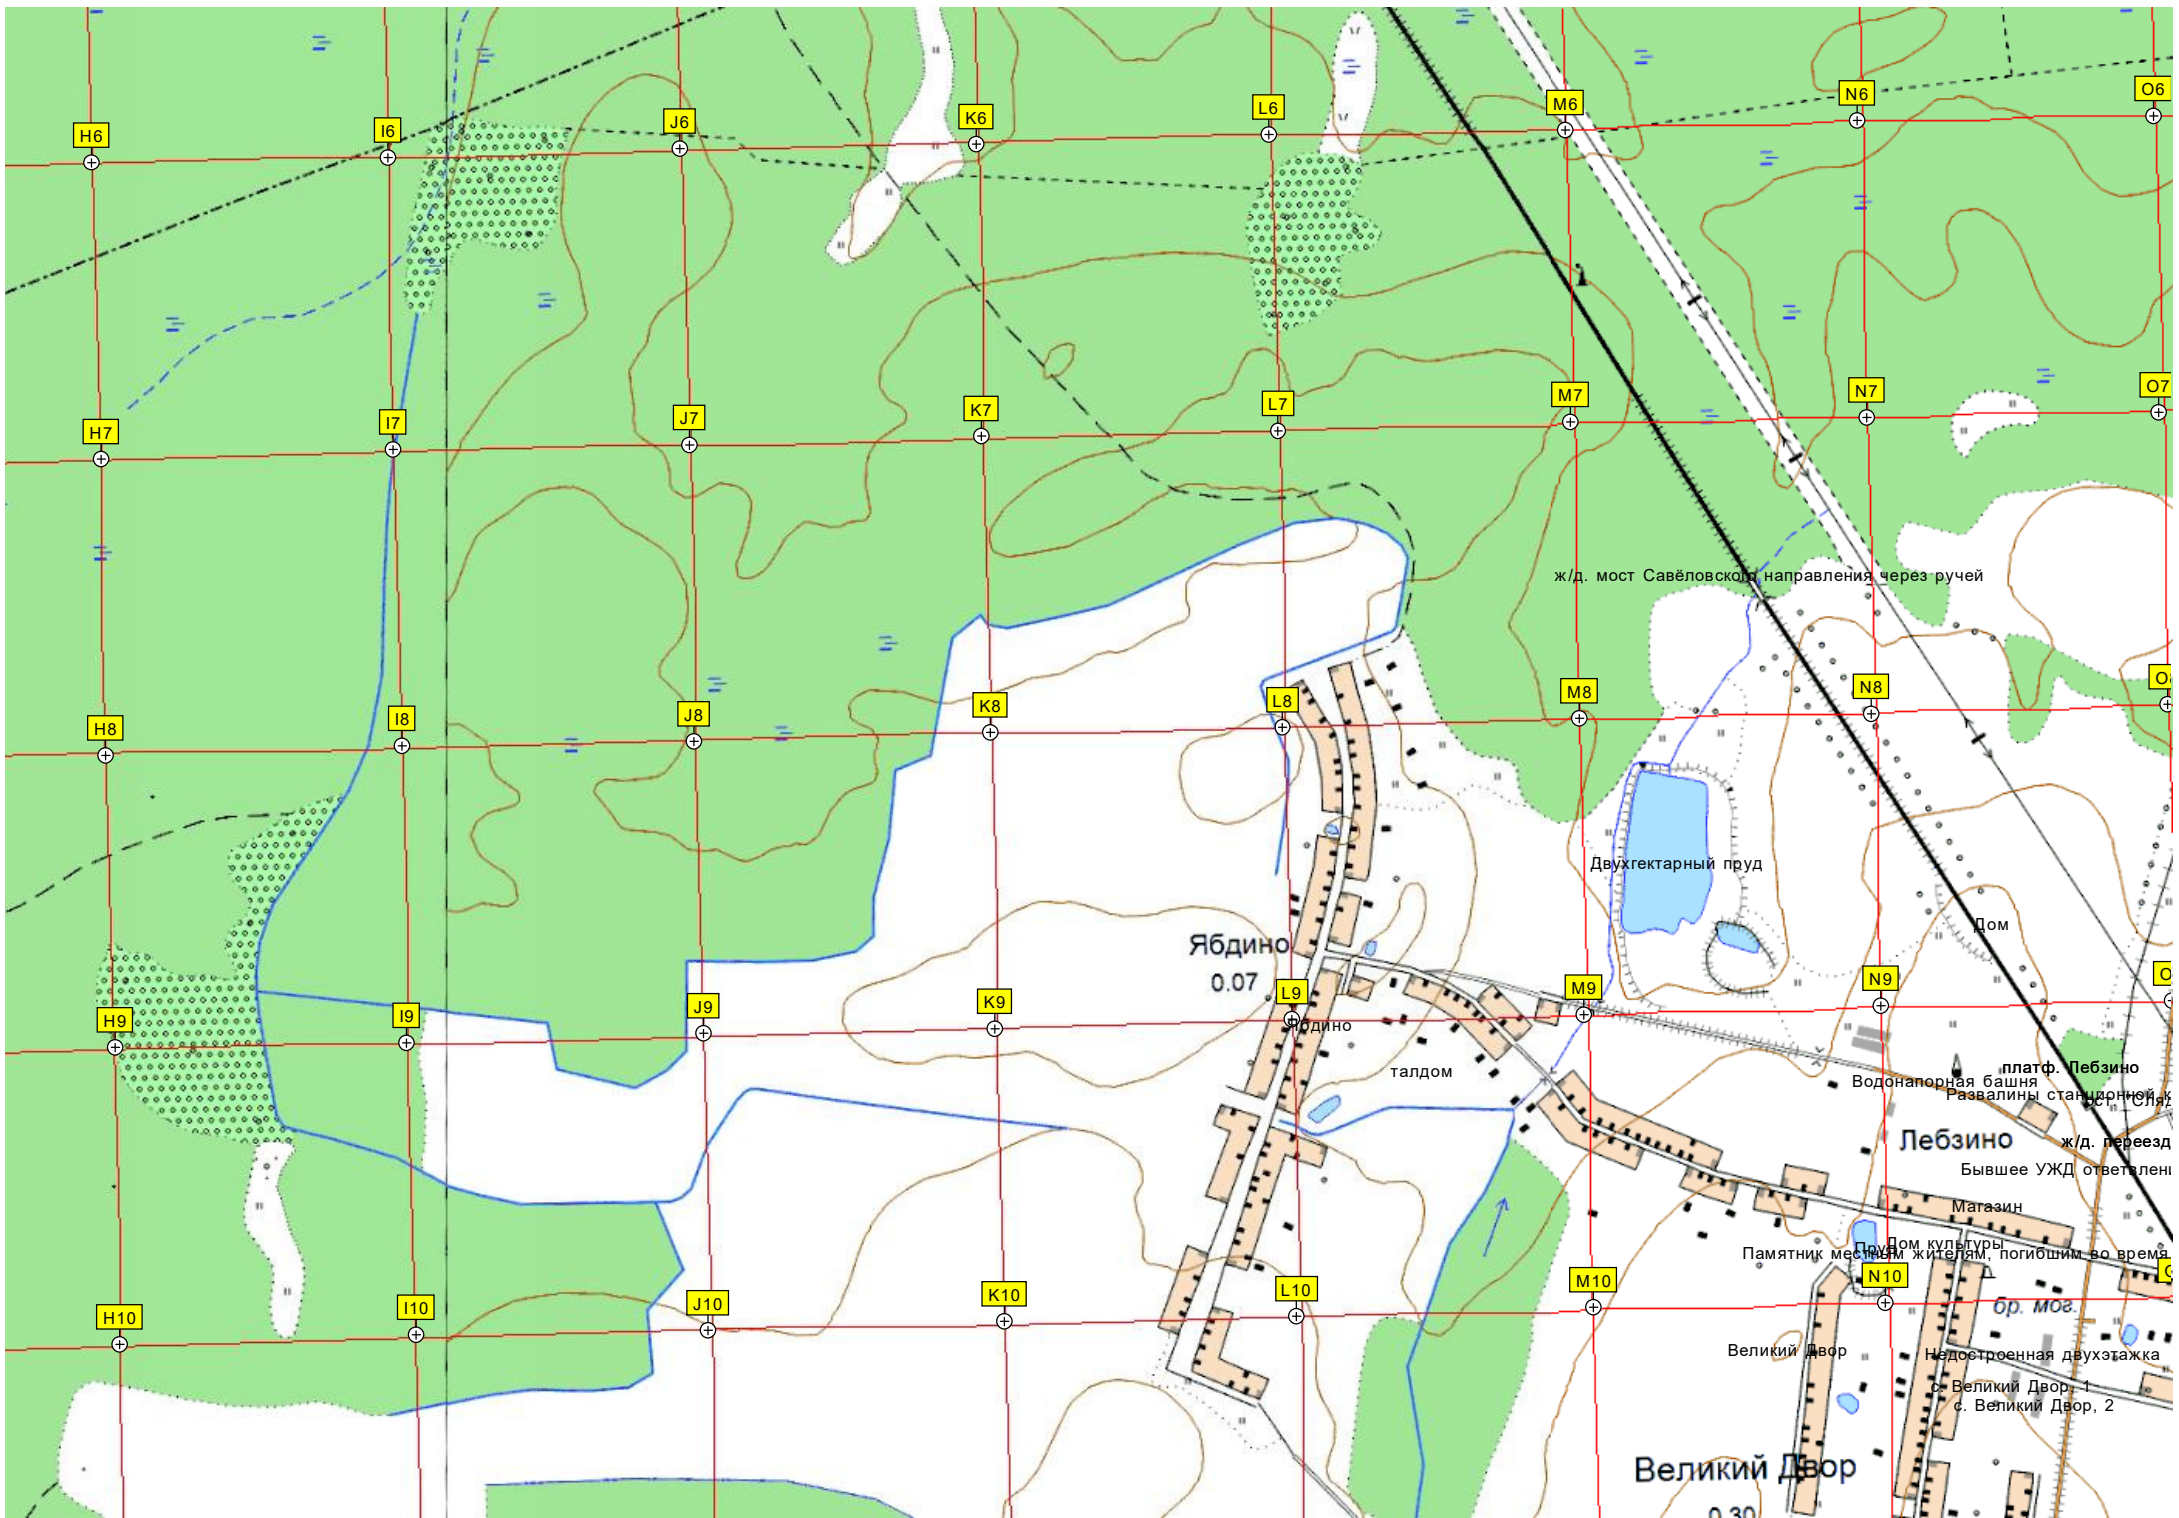 H6
I6
J6
K6
L6
M6
N6
O6
H7
I7
J7
K7
L7
M7
N7
O7
ж/д. мост Савёловского направления через ручей
H8
I8
J8
K8
L8
M8
N8
Двухгектарный пруд
Дом
Ябдино
0.07
H9
I9
J9
K9
L9
M9
N9
Ябдино
талдом
платф. Лебзино
Водонапорная башня
Развалины станционной к
Лебзино
ж/д. переезд
Бывшее УЖД ответвлени
Магазин
Дом культуры
Пруд
Памятник местным жителям, погибшим во время
H10
I10
J10
K10
L10
M10
N10
бр. мог.
Великий Двор
Недостроенная двухэтажка
с. Великий Двор, 1
с. Великий Двор, 2
Великий Двор
0.30